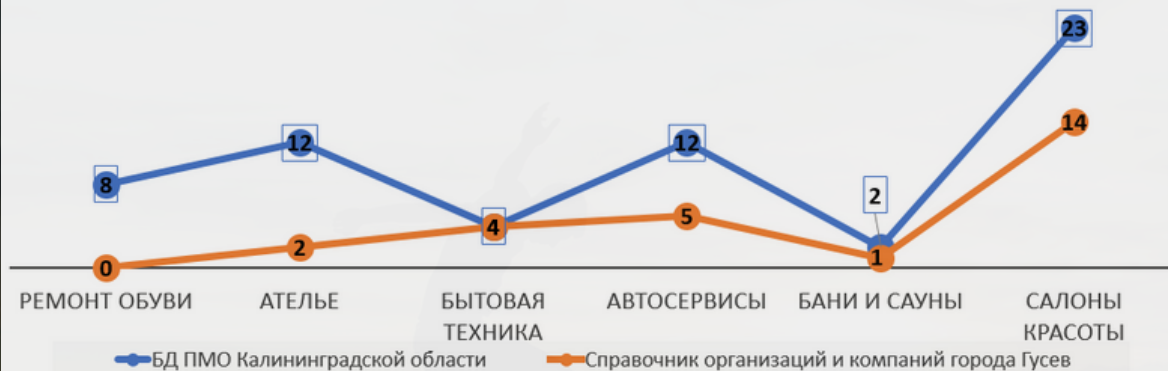 23
14
8
12
4
12
2
0
2
5
1
РЕМОНТ ОБУВИ
АТЕЛЬЕ
БЫТОВАЯ
ТЕХНИКА
АВТОСЕРВИСЫ
БАНИ И САУНЫ
САЛОНЫ
КРАСОТЫ
БД ПМО Калининградской области
Справочник организаций и компаний города Гусев